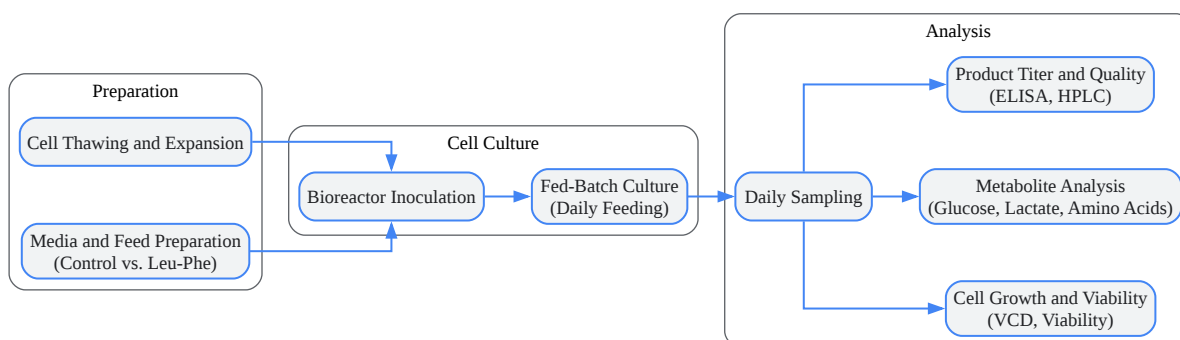 Preparation
Cell Thawing and Expansion
Media and Feed Preparation
(Control vs. Leu-Phe)
Cell Culture
Bioreactor Inoculation
Fed-Batch Culture
(Daily Feeding)
Analysis
Daily Sampling
Product Titer and Quality
(ELISA, HPLC)
Metabolite Analysis
(Glucose, Lactate, Amino Acids)
Cell Growth and Viability
(VCD, Viability)